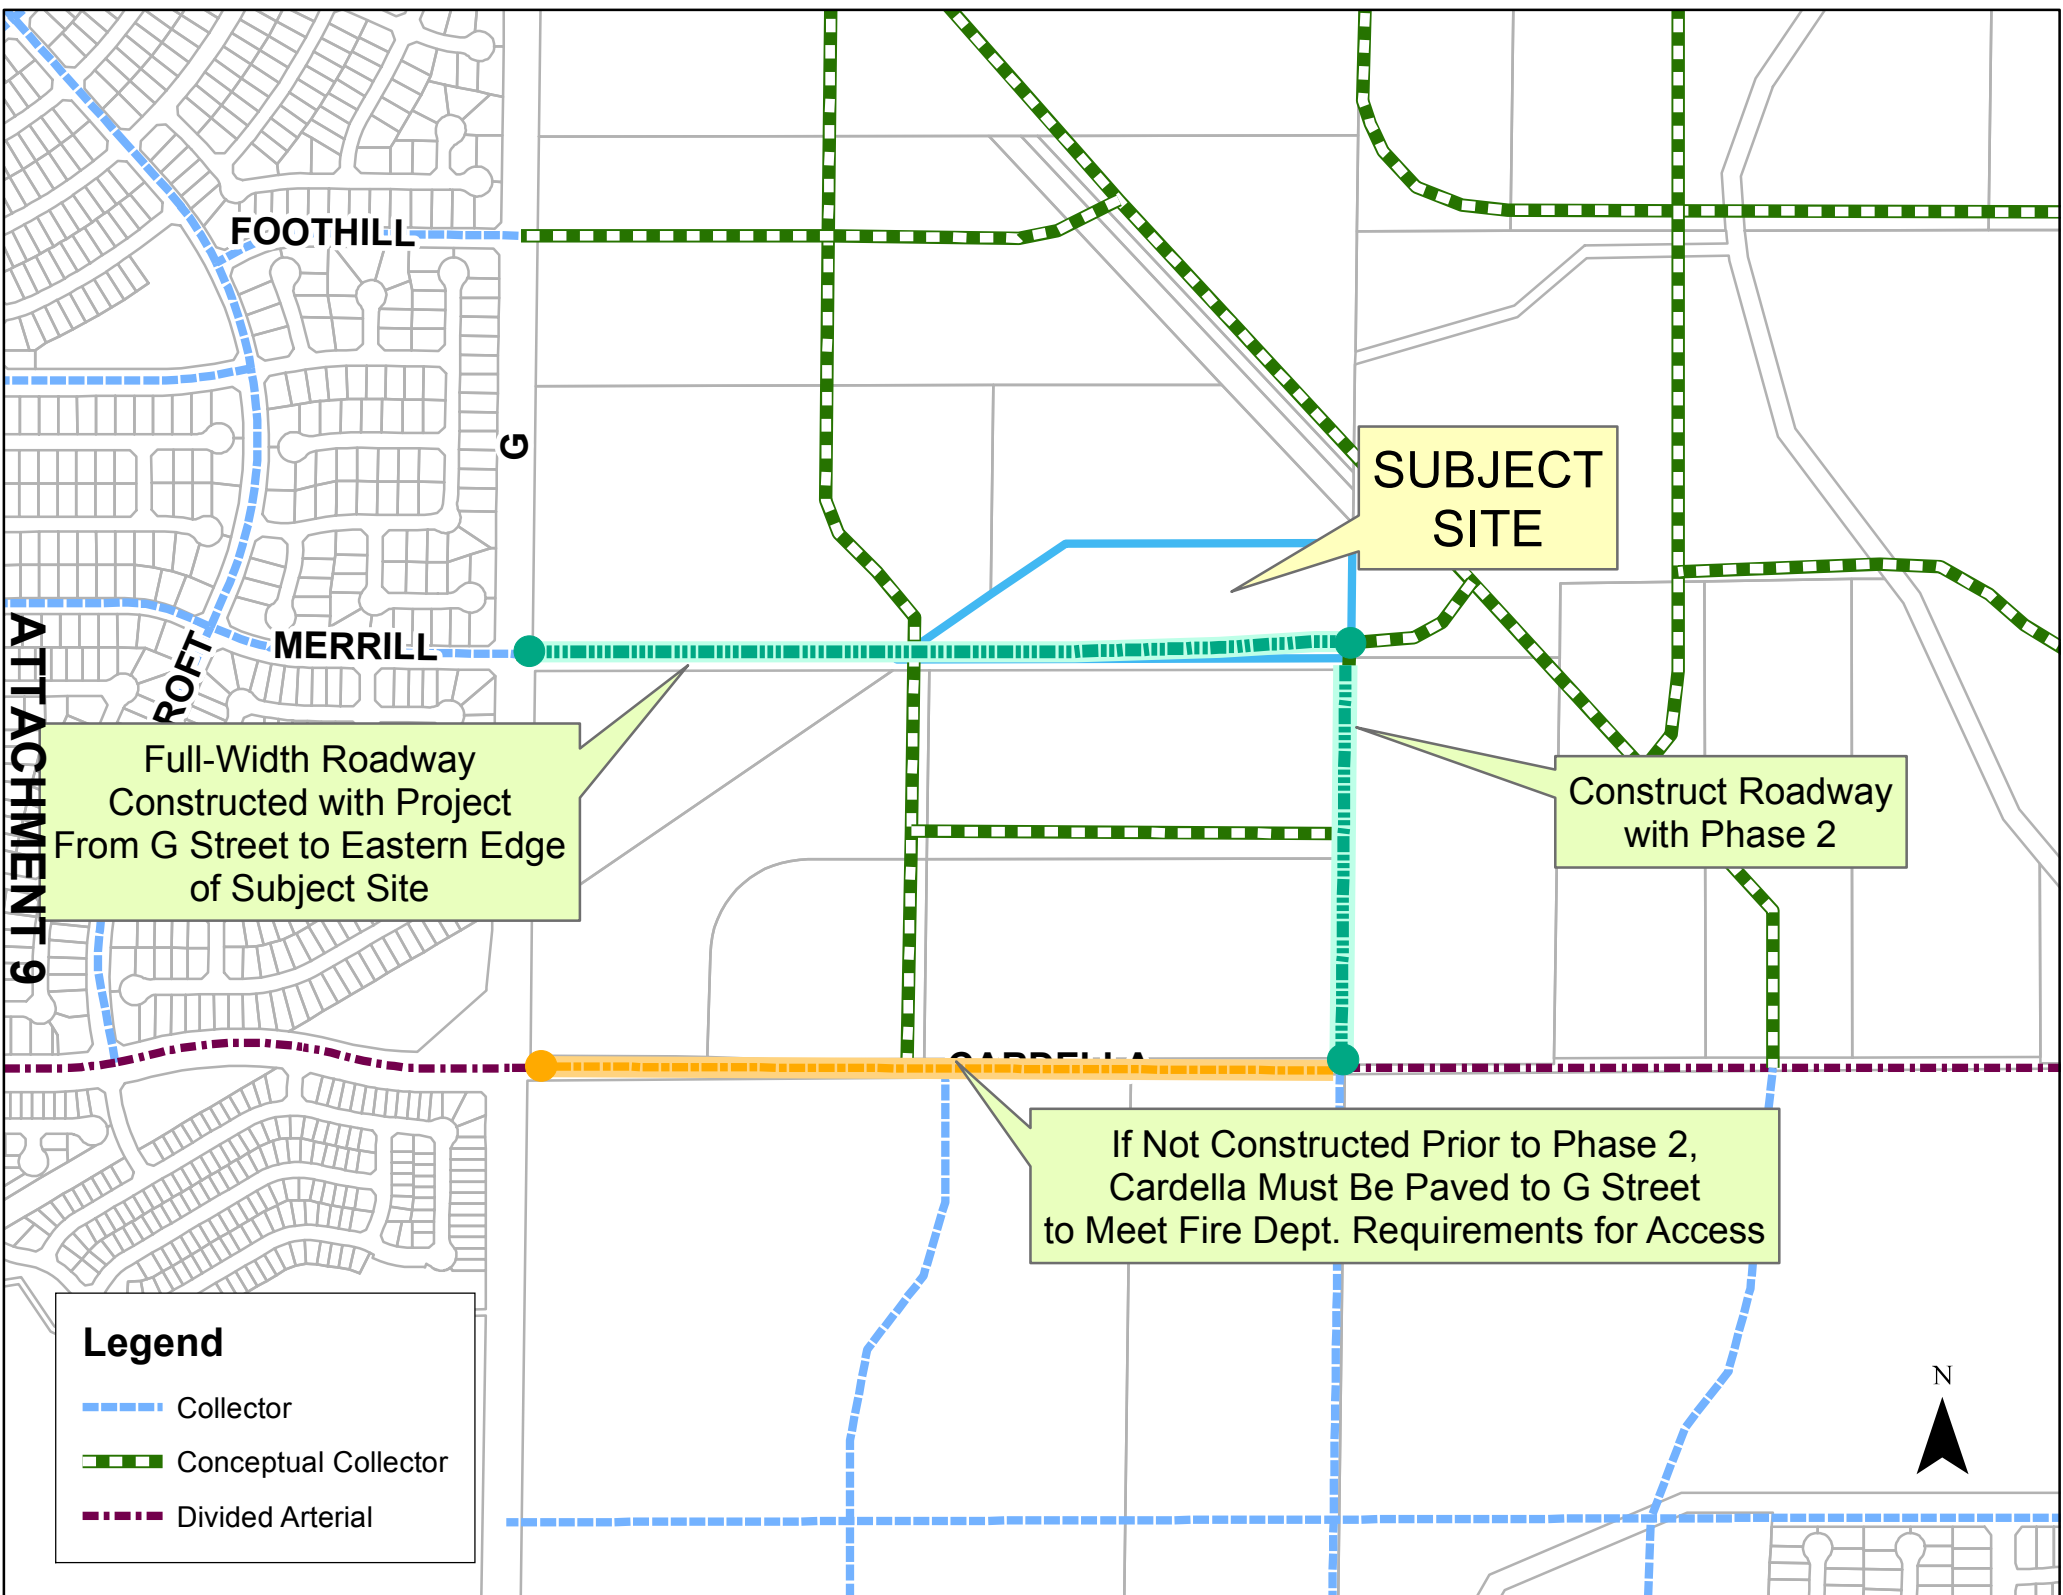 FOOTHILL
G
SUBJECT
SITE
MERRILL
ROFT
ATTACHMENT 9
Full-Width Roadway
Constructed with Project
From G Street to Eastern Edge
of Subject Site
Construct Roadway
with Phase 2
CARDELLA
If Not Constructed Prior to Phase 2,
Cardella Must Be Paved to G Street
to Meet Fire Dept. Requirements for Access
Legend
Collector
Conceptual Collector
Divided Arterial
N